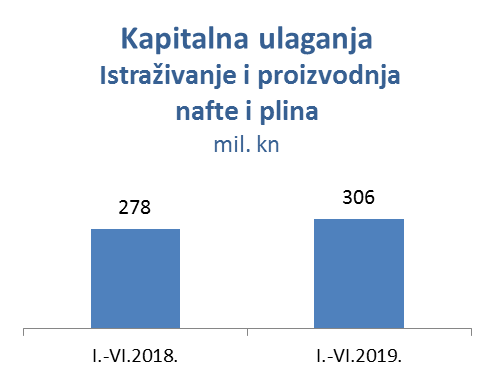 Kapitalna ulaganja
Istraživanje i proizvodnja
nafte i plina
mil. kn
278
306
I.-VI.2018.
I.-VI.2019.